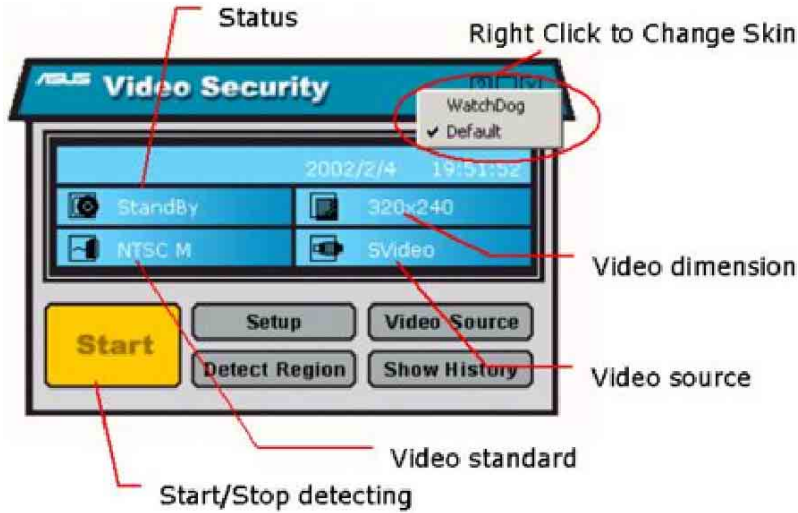 Status
Right Click to Change Skin
ASUS Video Security
WatchDog
✔ Default
2002/2/4 19:51:52
StandBy
320x240
NTSC M
SVideo
Video dimension
Start
Setup
Video Source
Detect Region
Show History
Video source
Video standard
Start/Stop detecting